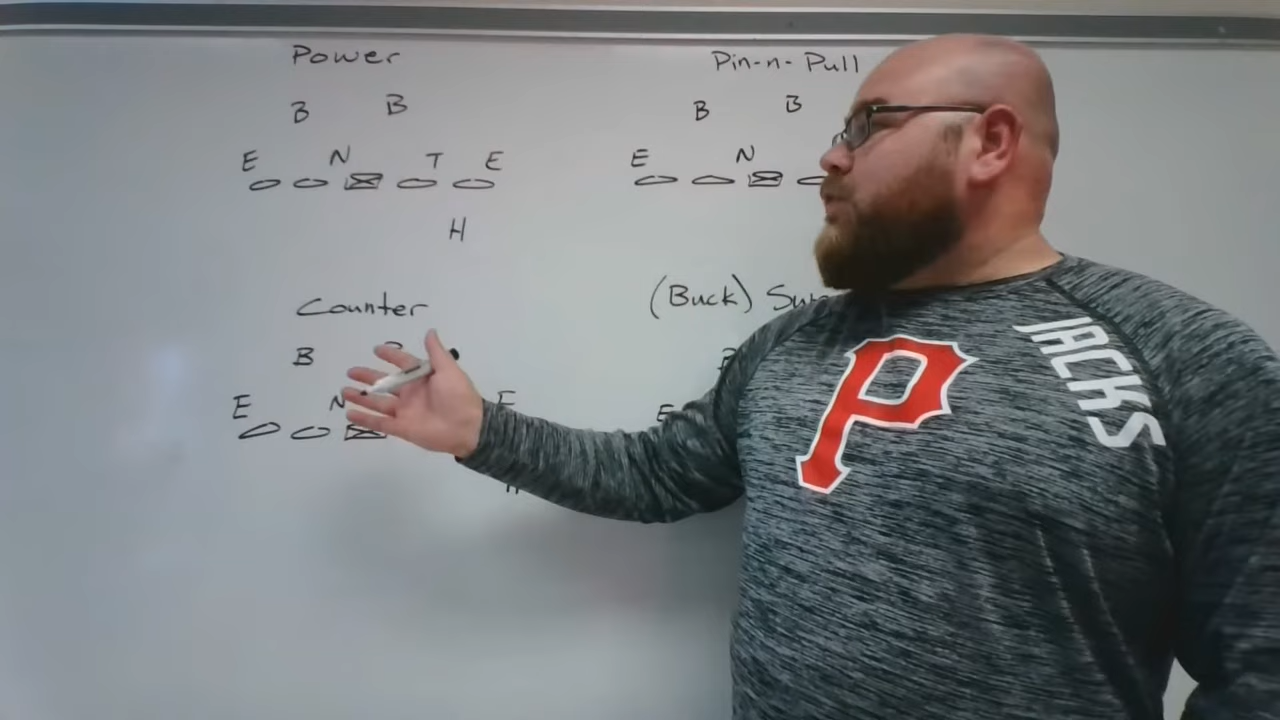 Power
B B
E N T E
H
Pin-n-Pull
B B
E N
Counter
B
E N
(Buck)
E
P
JACKS